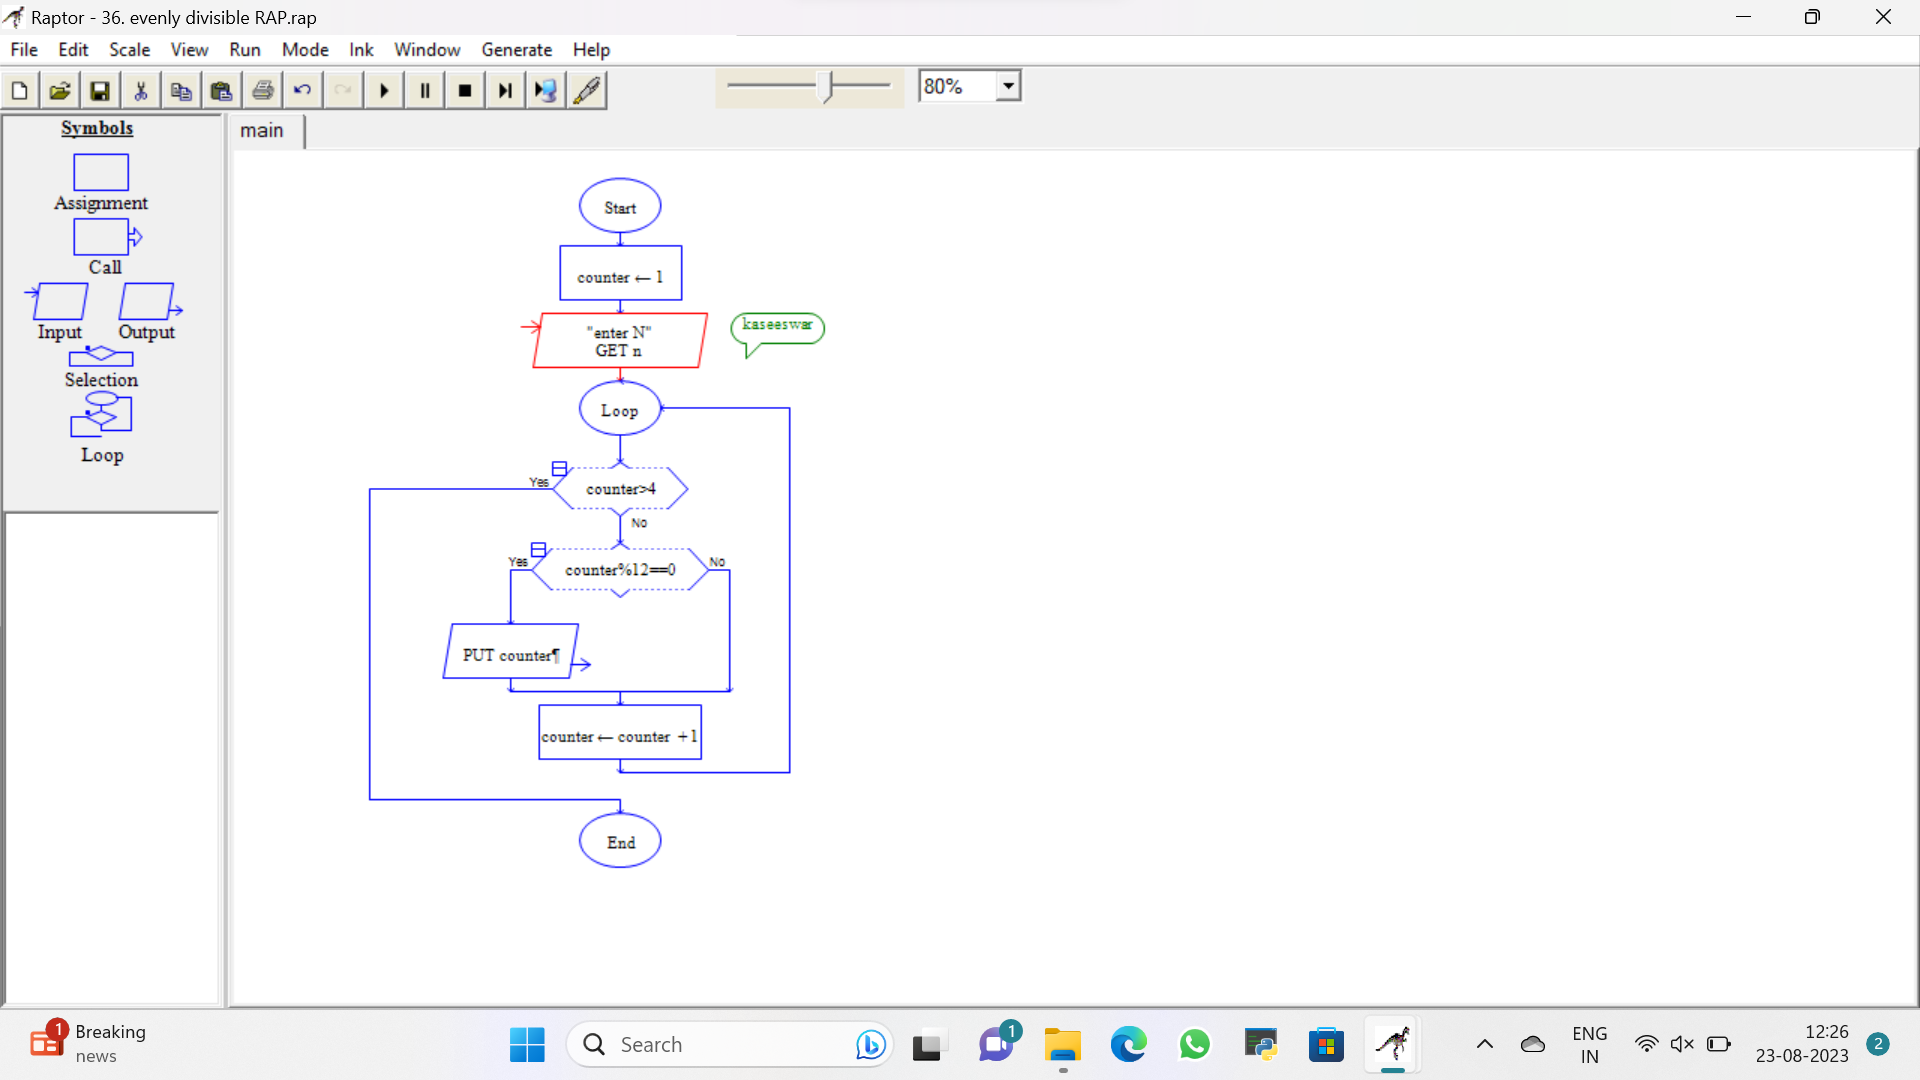 Raptor - 36. evenly divisible RAP.rap
File Edit Scale View Run Mode Ink Window Generate Help
80%
Symbols
Assignment
Call
Input Output
Selection
Loop
main
Start
counter ← 1
"enter N"
GET n
kaseeswar
Loop
Yes
counter>4
No
Yes
counter%12==0
No
PUT counter¶
counter ← counter +1
End
1
Breaking
news
Search
1
ENG
IN
12:26
23-08-2023
2